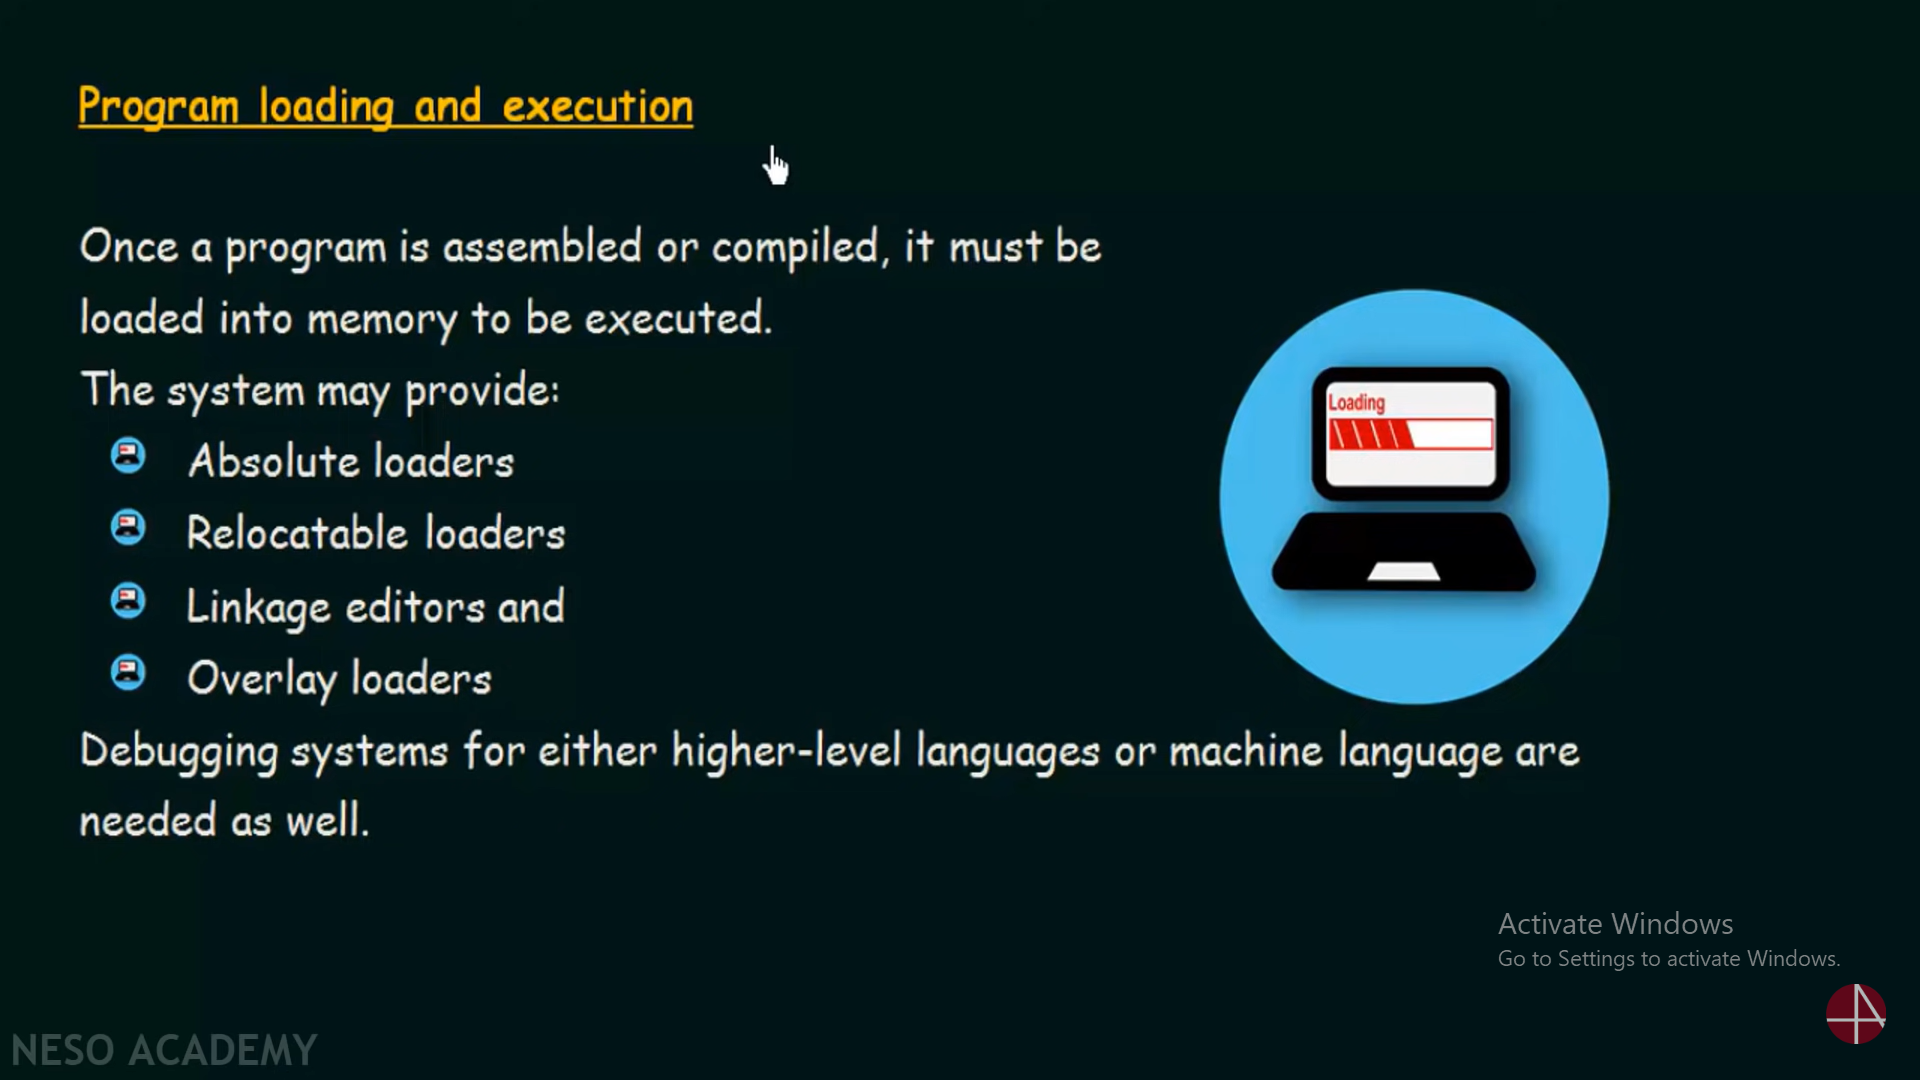 Program loading and execution
Once a program is assembled or compiled, it must be
loaded into memory to be executed.
The system may provide:
Absolute loaders
Relocatable loaders
Linkage editors and
Overlay loaders
Loading
Debugging systems for either higher-level languages or machine language are
needed as well.
Activate Windows
Go to Settings to activate Windows.
NESO ACADEMY